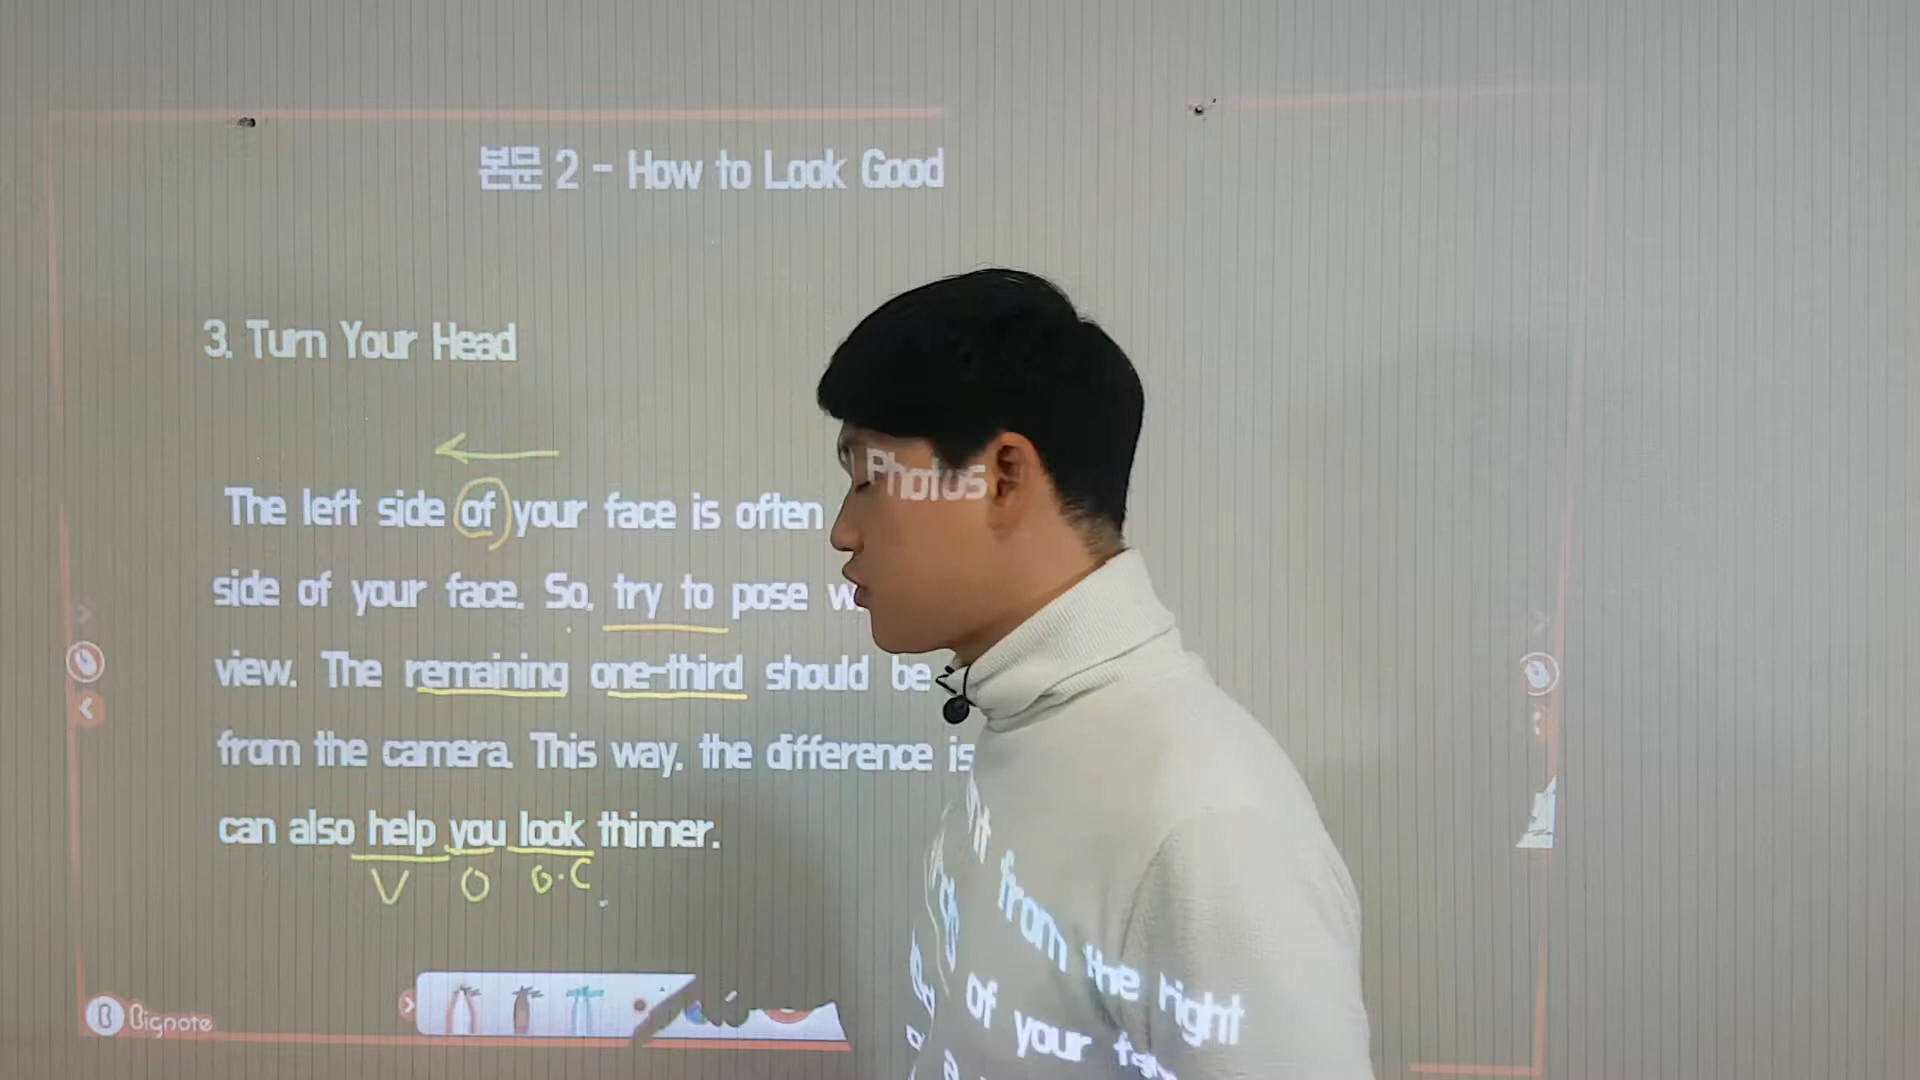 본문 2 - How to Look Good
Photos
3. Turn Your Head
The left side of your face is often
side of your face. So, try to pose
view. The remaining one-third should be
from the camera. This way, the difference is
can also help you look thinner.
V O O.C
from the right
of your
Bignote